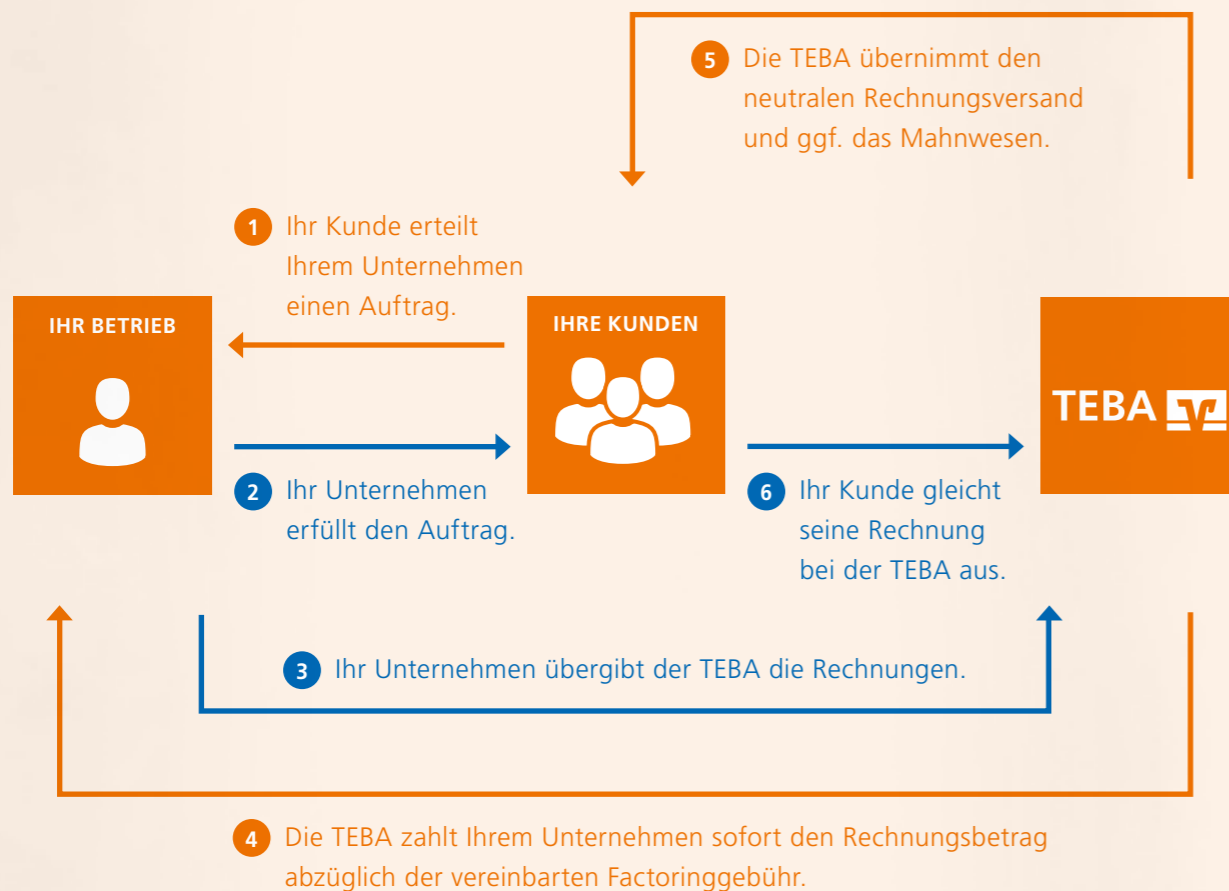 5 Die TEBA übernimmt den
neutralen Rechnungsversand
und ggf. das Mahnwesen.
1 Ihr Kunde erteilt
Ihrem Unternehmen
einen Auftrag.
IHR BETRIEB
IHRE KUNDEN
TEBA
2 Ihr Unternehmen
erfüllt den Auftrag.
6 Ihr Kunde gleicht
seine Rechnung
bei der TEBA aus.
3 Ihr Unternehmen übergibt der TEBA die Rechnungen.
4 Die TEBA zahlt Ihrem Unternehmen sofort den Rechnungsbetrag
abzüglich der vereinbarten Factoringgebühr.